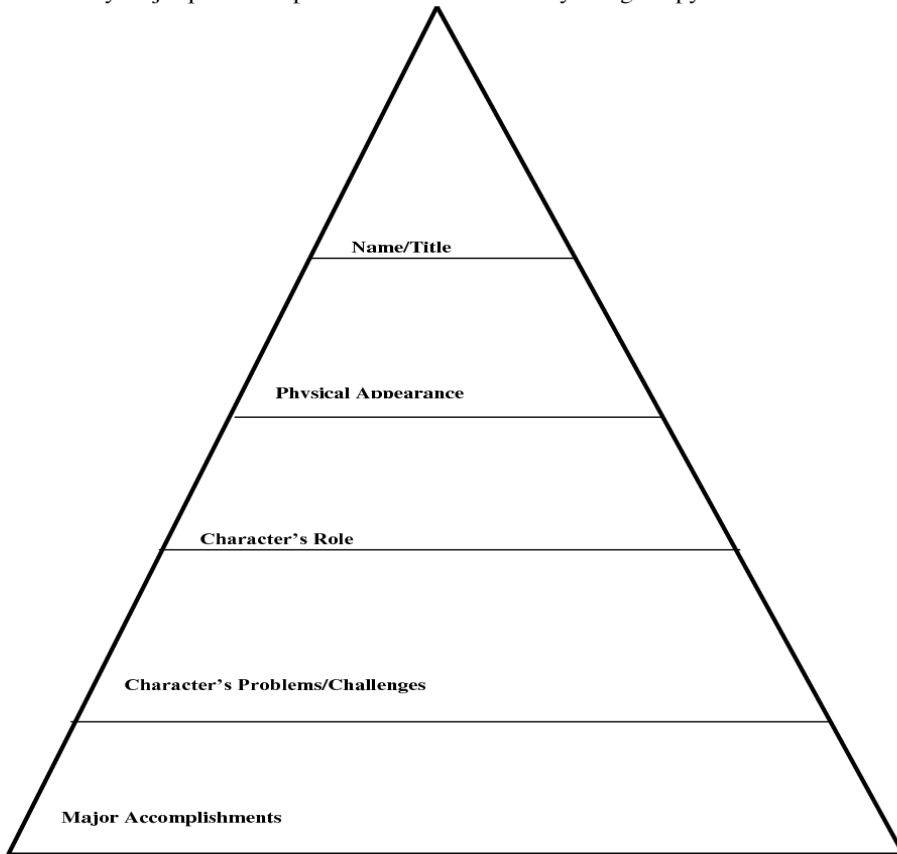 Name/Title
Physical Appearance
Character’s Role
Character’s Problems/Challenges
Major Accomplishments